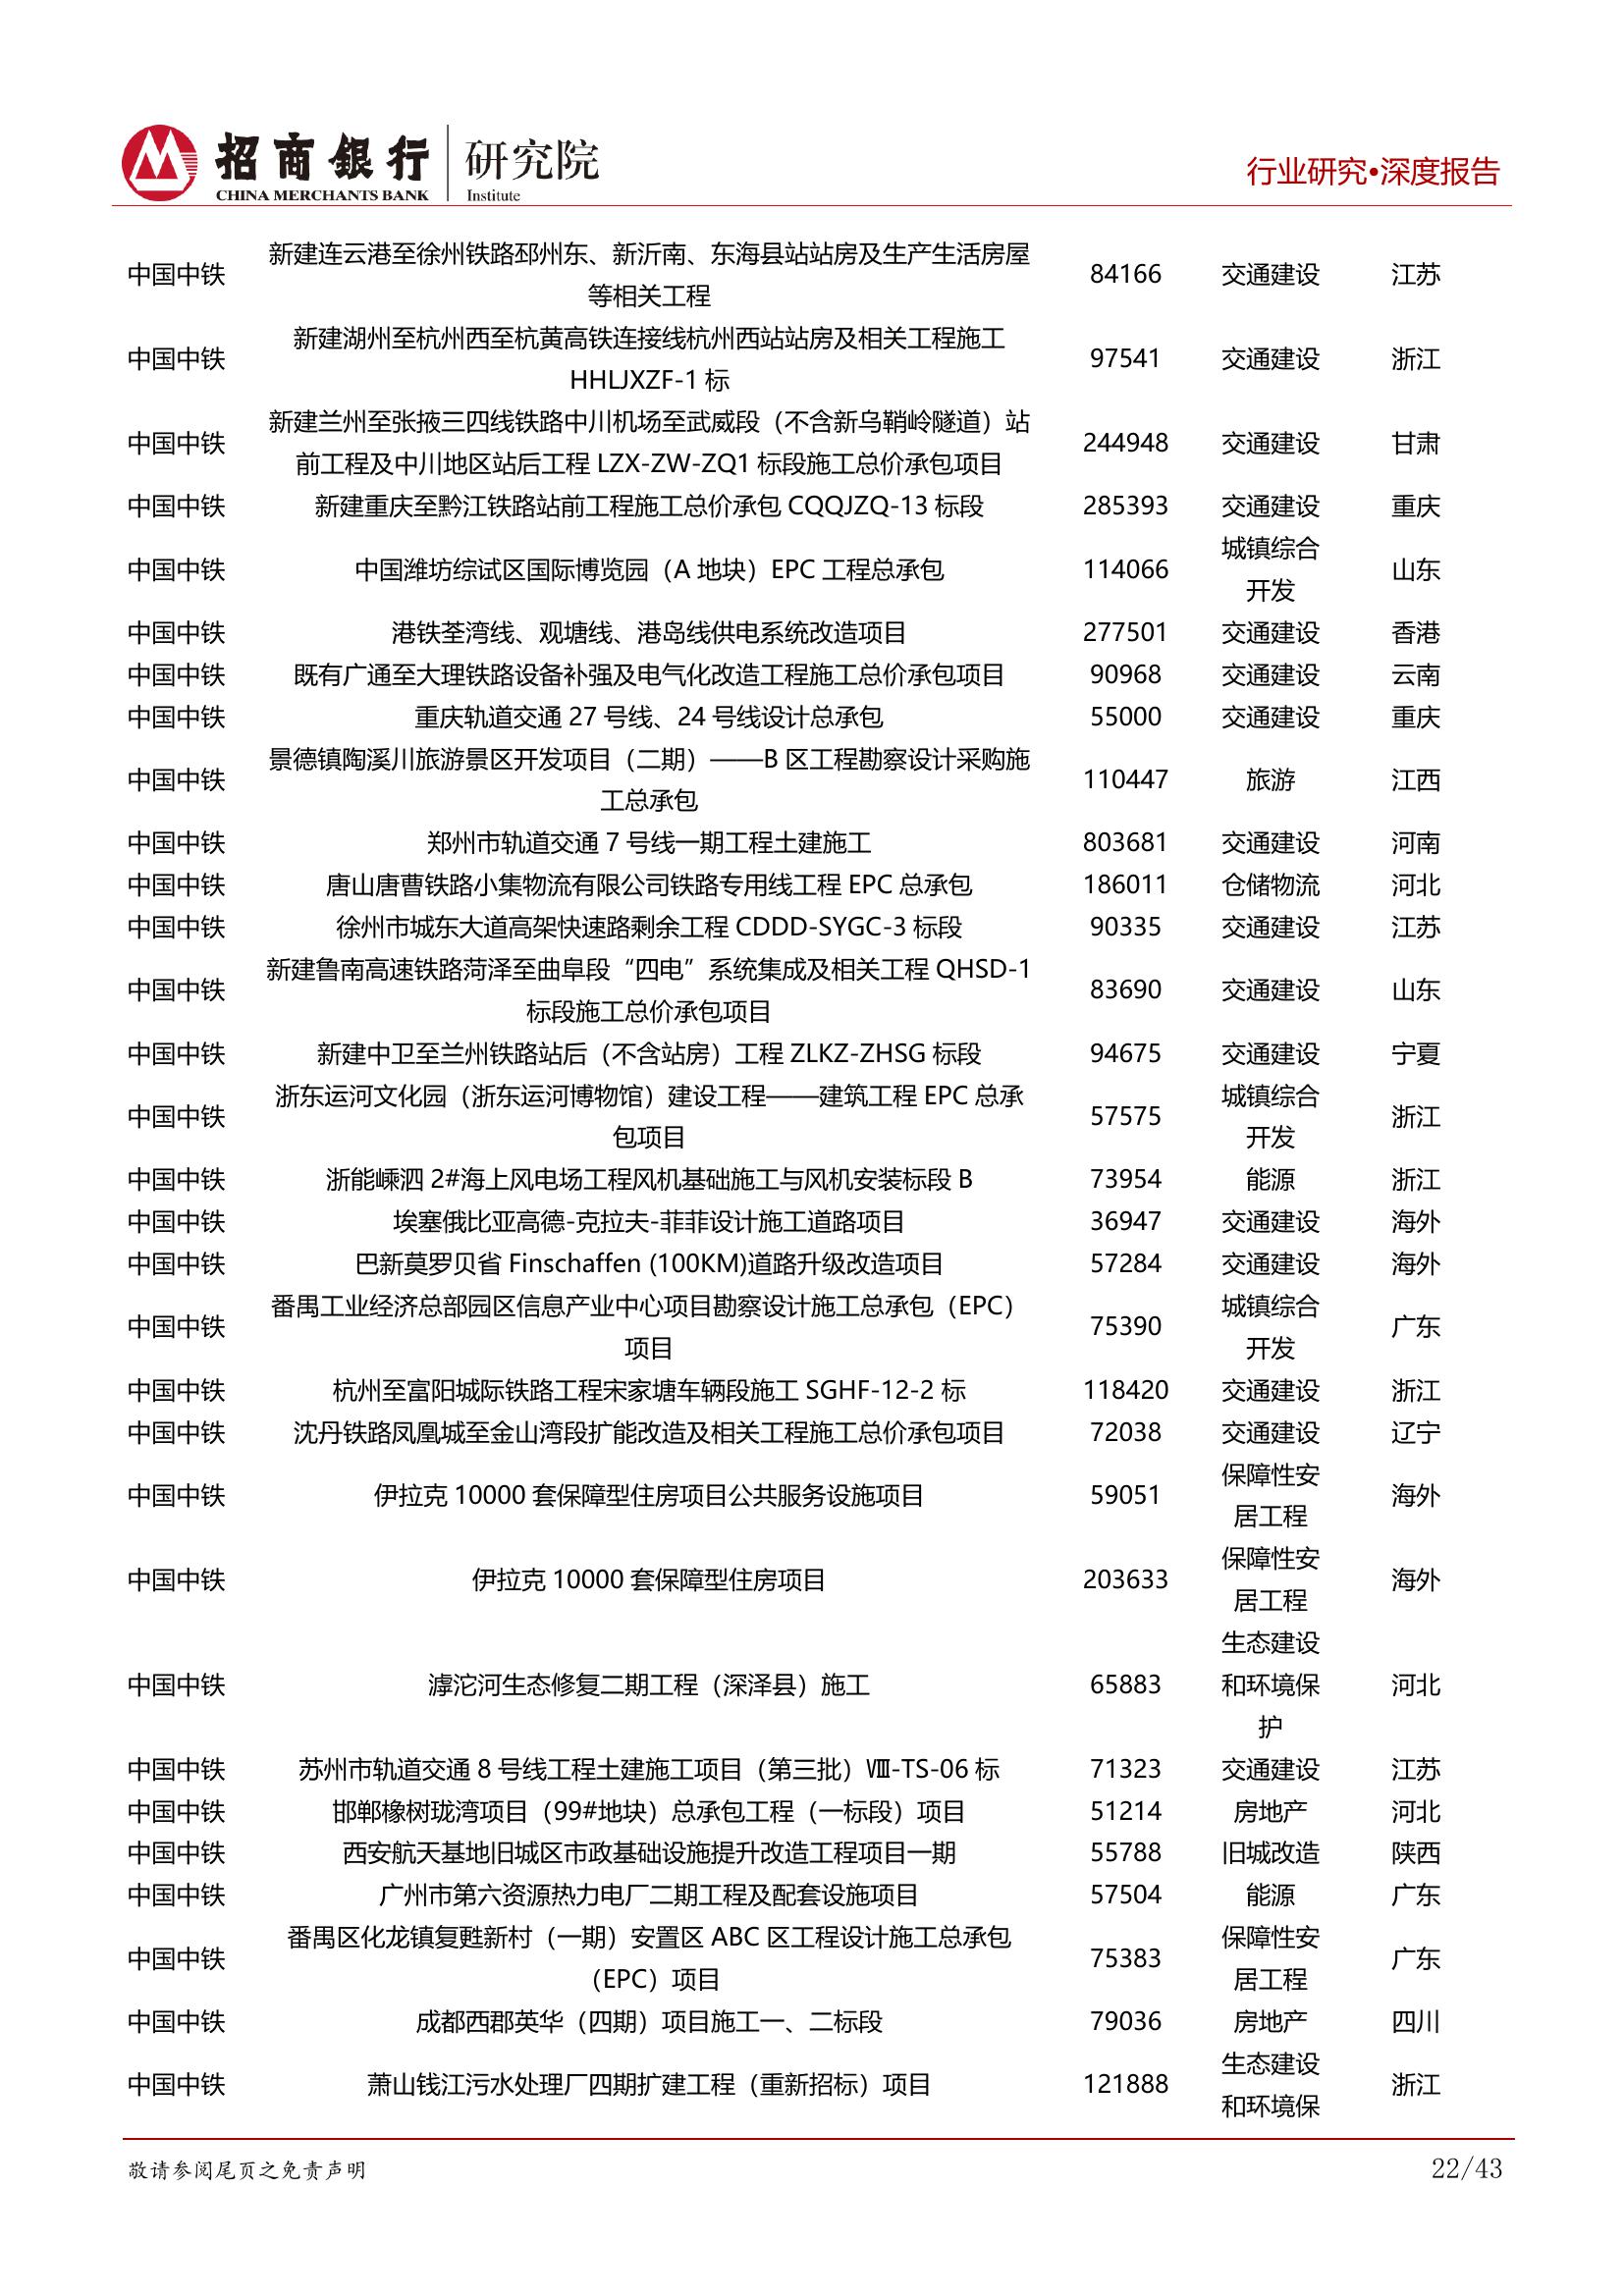 招商銀行 研究院
CHINA MERCHANTS BANK Institute
行业研究•深度报告
新建连云港至徐州铁路邳州东、新沂南、东海县站站房及生产生活房屋
中国中铁 84166 交通建设 江苏
等相关工程
新建湖州至杭州西至杭黄高铁连接线杭州西站站房及相关工程施工
中国中铁 97541 交通建设 浙江
HHLJXZF-1 标
新建兰州至张掖三四线铁路中川机场至武威段（不含新乌鞘岭隧道）站
中国中铁 244948 交通建设 甘肃
前工程及中川地区站后工程 LZX-ZW-ZQ1 标段施工总价承包项目
中国中铁 新建重庆至黔江铁路站前工程施工总价承包 CQQJZQ-13 标段 285393 交通建设 重庆
城镇综合
中国中铁 中国潍坊综试区国际博览园（A 地块）EPC 工程总承包 114066 山东
开发
中国中铁 港铁荃湾线、观塘线、港岛线供电系统改造项目 277501 交通建设 香港
中国中铁 既有广通至大理铁路设备补强及电气化改造工程施工总价承包项目 90968 交通建设 云南
中国中铁 重庆轨道交通 27 号线、24 号线设计总承包 55000 交通建设 重庆
景德镇陶溪川旅游景区开发项目（二期）——B 区工程勘察设计采购施
中国中铁 110447 旅游 江西
工总承包
中国中铁 郑州市轨道交通 7 号线一期工程土建施工 803681 交通建设 河南
中国中铁 唐山唐曹铁路小集物流有限公司铁路专用线工程 EPC 总承包 186011 仓储物流 河北
中国中铁 徐州市城东大道高架快速路剩余工程 CDDD-SYGC-3 标段 90335 交通建设 江苏
新建鲁南高速铁路菏泽至曲阜段“四电”系统集成及相关工程 QHSD-1
中国中铁 83690 交通建设 山东
标段施工总价承包项目
中国中铁 新建中卫至兰州铁路站后（不含站房）工程 ZLKZ-ZHSG 标段 94675 交通建设 宁夏
浙东运河文化园（浙东运河博物馆）建设工程——建筑工程 EPC 总承 城镇综合
中国中铁 57575 浙江
包项目 开发
中国中铁 浙能嵊泗 2#海上风电场工程风机基础施工与风机安装标段 B 73954 能源 浙江
中国中铁 埃塞俄比亚高德-克拉夫-菲菲设计施工道路项目 36947 交通建设 海外
中国中铁 巴新莫罗贝省 Finschaffen (100KM)道路升级改造项目 57284 交通建设 海外
番禺工业经济总部园区信息产业中心项目勘察设计施工总承包（EPC） 城镇综合
中国中铁 75390 广东
项目 开发
中国中铁 杭州至富阳城际铁路工程宋家塘车辆段施工 SGHF-12-2 标 118420 交通建设 浙江
中国中铁 沈丹铁路凤凰城至金山湾段扩能改造及相关工程施工总价承包项目 72038 交通建设 辽宁
保障性安
中国中铁 伊拉克 10000 套保障型住房项目公共服务设施项目 59051 海外
居工程
保障性安
中国中铁 伊拉克 10000 套保障型住房项目 203633 海外
居工程
生态建设
中国中铁 滹沱河生态修复二期工程（深泽县）施工 65883 和环境保 河北
护
中国中铁 苏州市轨道交通 8 号线工程土建施工项目（第三批）Ⅷ-TS-06 标 71323 交通建设 江苏
中国中铁 邯郸橡树珑湾项目（99#地块）总承包工程（一标段）项目 51214 房地产 河北
中国中铁 西安航天基地旧城区市政基础设施提升改造工程项目一期 55788 旧城改造 陕西
中国中铁 广州市第六资源热力电厂二期工程及配套设施项目 57504 能源 广东
番禺区化龙镇复甦新村（一期）安置区 ABC 区工程设计施工总承包 保障性安
中国中铁 75383 广东
（EPC）项目 居工程
中国中铁 成都西郡英华（四期）项目施工一、二标段 79036 房地产 四川
生态建设
中国中铁 萧山钱江污水处理厂四期扩建工程（重新招标）项目 121888 浙江
和环境保
敬请参阅尾页之免责声明 22/43